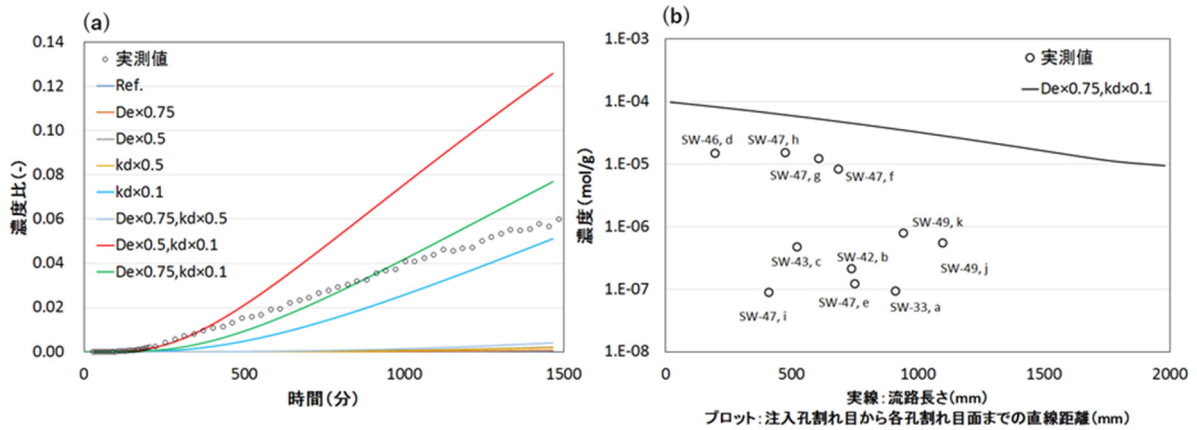 (a)
濃度比(-)
0.14
0.12
0.10
0.08
0.06
0.04
0.02
0.00
実測値
Ref.
De×0.75
De×0.5
kd×0.5
kd×0.1
De×0.75,kd×0.5
De×0.5,kd×0.1
De×0.75,kd×0.1
0 500 1000 1500
時間(分)
(b)
濃度(mol/g)
1.E-03
1.E-04
1.E-05
1.E-06
1.E-07
1.E-08
実測値
De×0.75,kd×0.1
SW-46, d
SW-47, h
SW-47, g
SW-47, f
SW-49, k
SW-43, c
SW-42, b
SW-49, j
SW-47, i
SW-47, e
SW-33, a
0 500 1000 1500 2000
実線:流路長さ(mm)
プロット:注入孔割れ目から各孔割れ目面までの直線距離(mm)